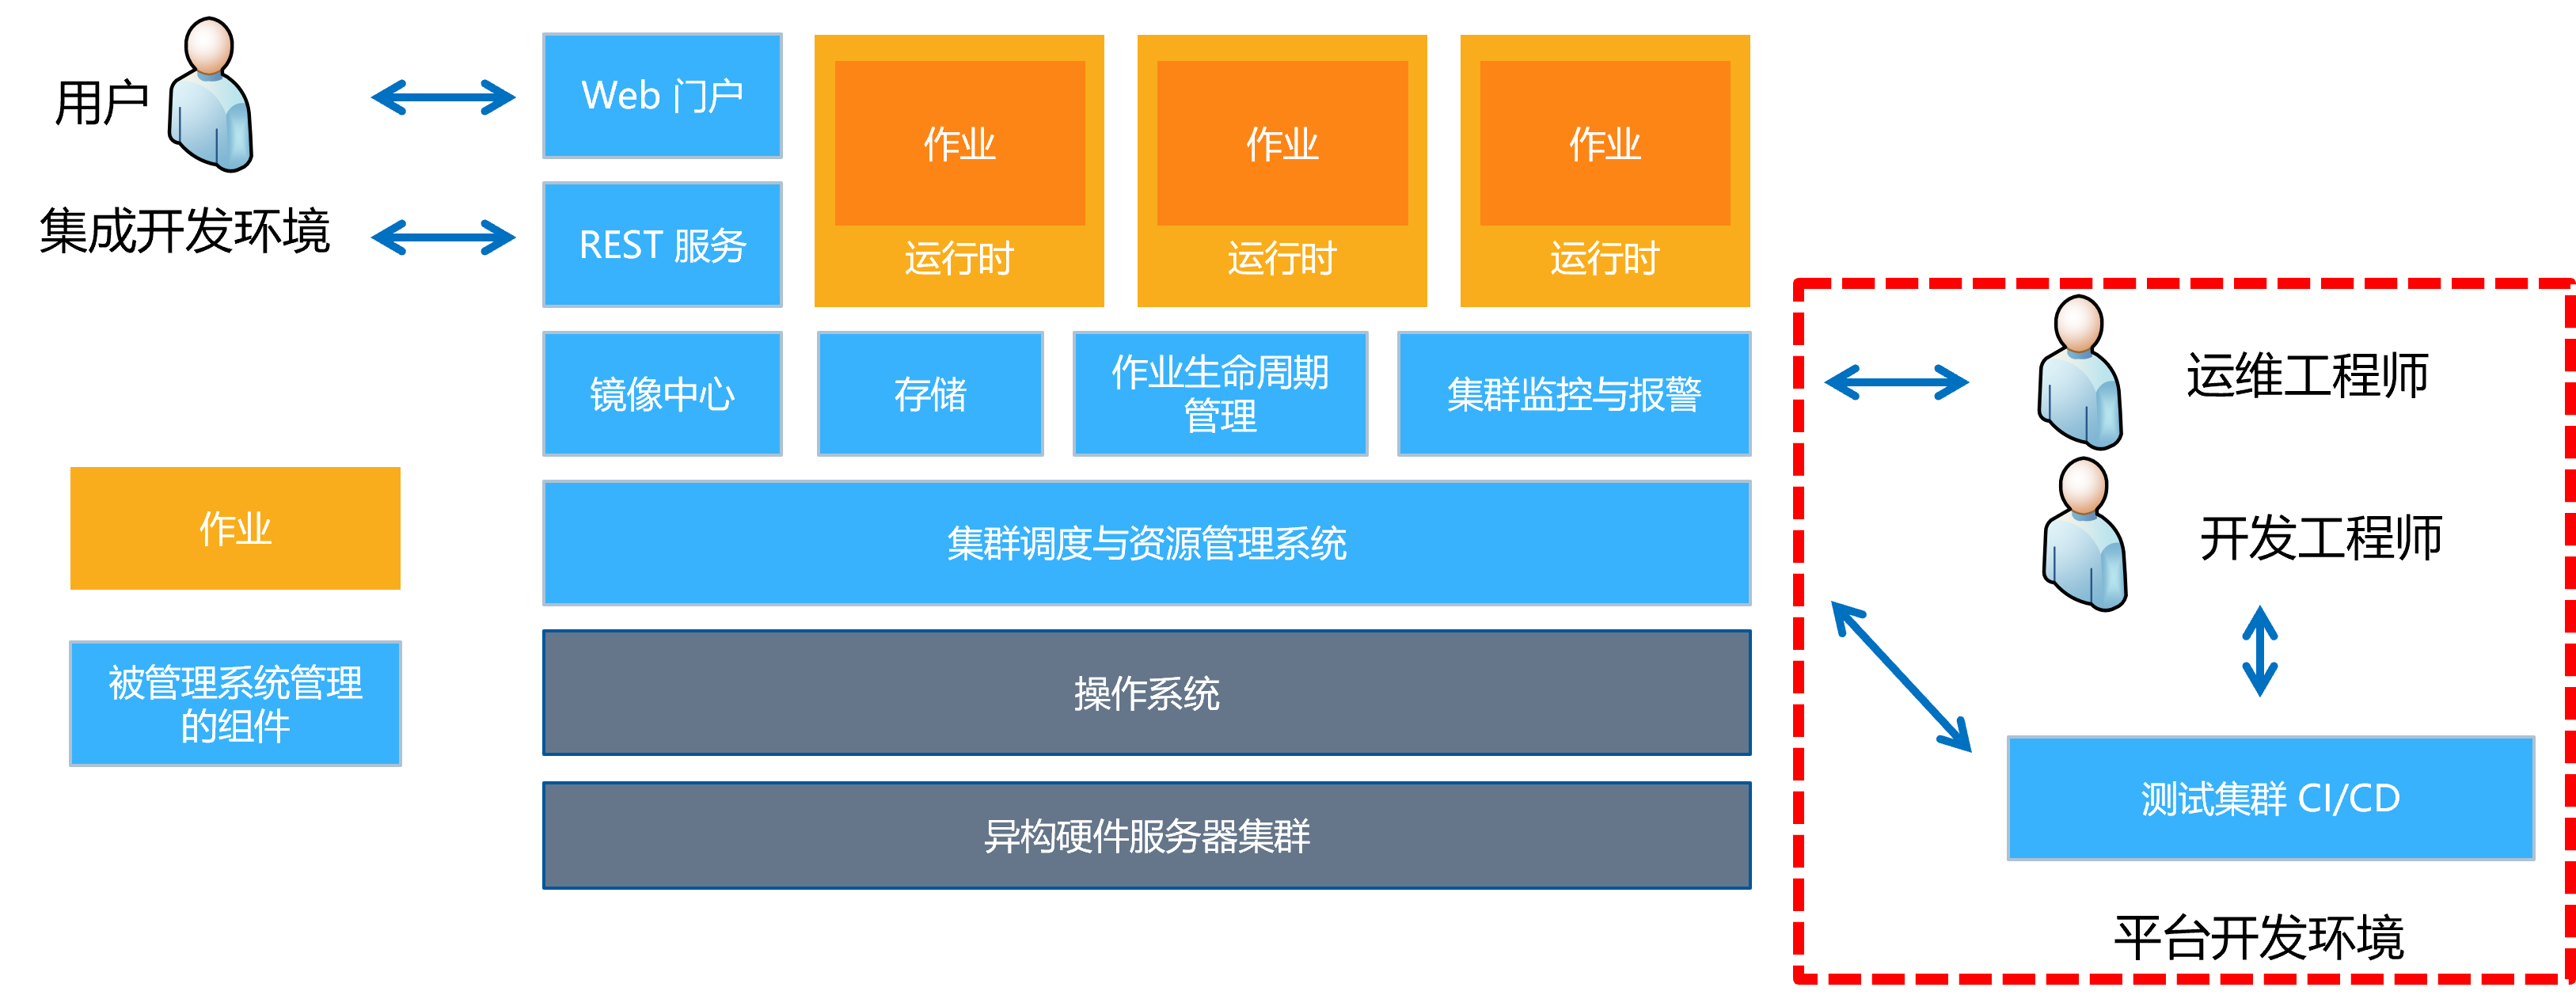 用户
集成开发环境
Web 门户
REST 服务
作业
运行时
作业
运行时
作业
运行时
镜像中心
存储
作业生命周期
管理
集群监控与报警
集群调度与资源管理系统
操作系统
异构硬件服务器集群
作业
被管理系统管理
的组件
运维工程师
开发工程师
测试集群 CI/CD
平台开发环境